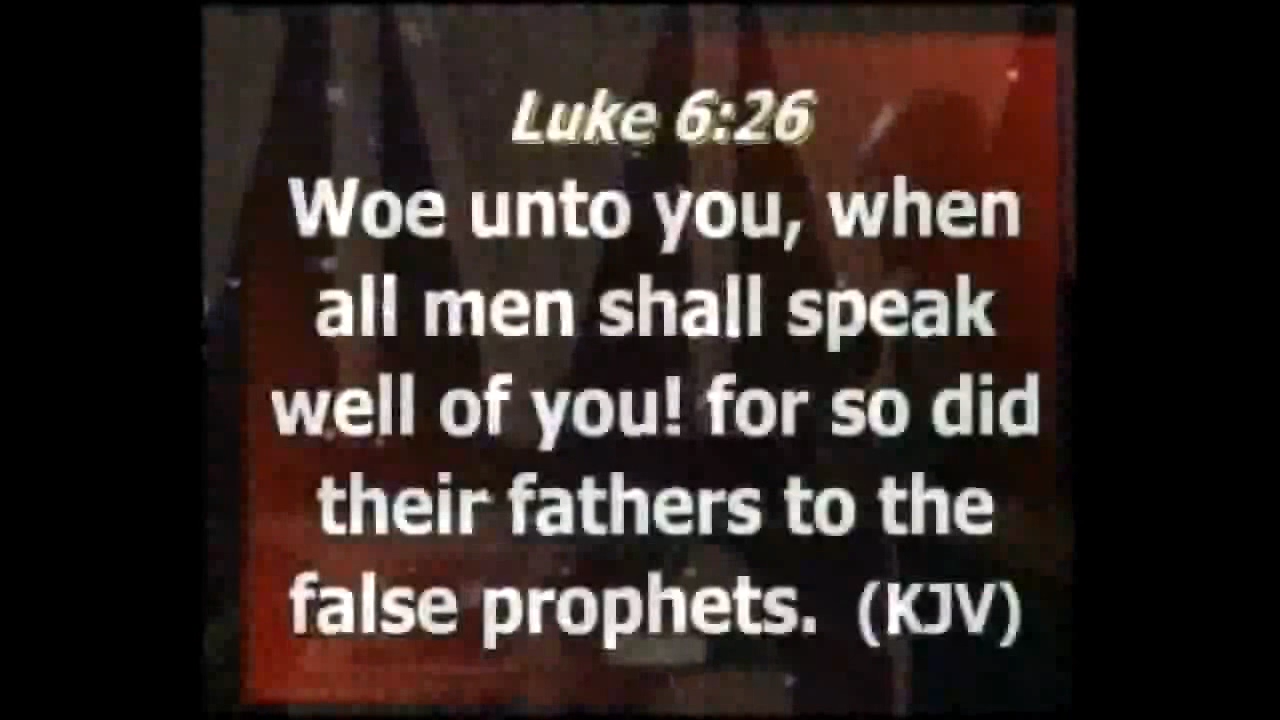 Luke 6:26
Woe unto you, when
all men shall speak
well of you! for so did
their fathers to the
false prophets. (KJV)